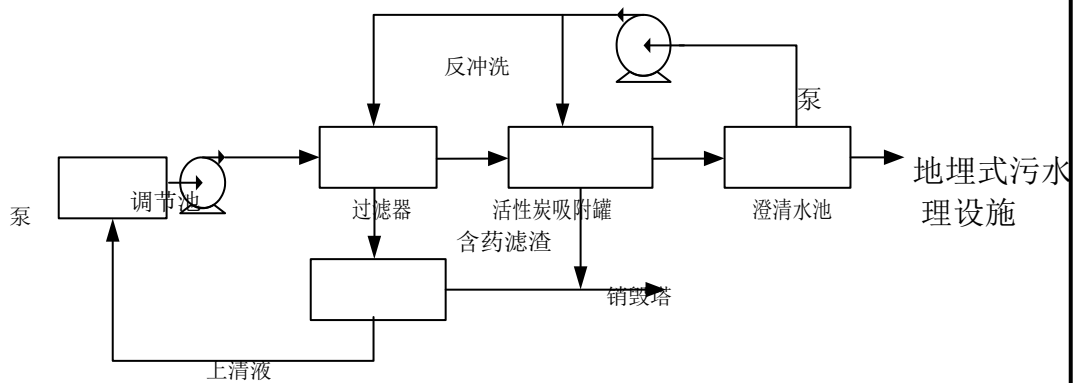 反冲洗
泵
地埋式污水
理设施
泵
调节池
过滤器
活性炭吸附罐
澄清水池
含药滤渣
销毁塔
上清液